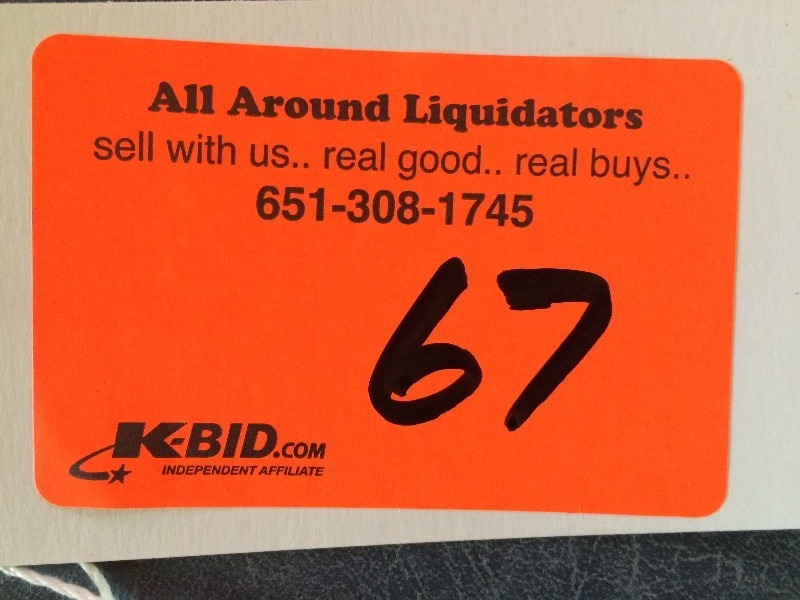 All Around Liquidators
sell with us.. real good.. real buys..
651-308-1745
67
K-BID.COM
INDEPENDENT AFFILIATE